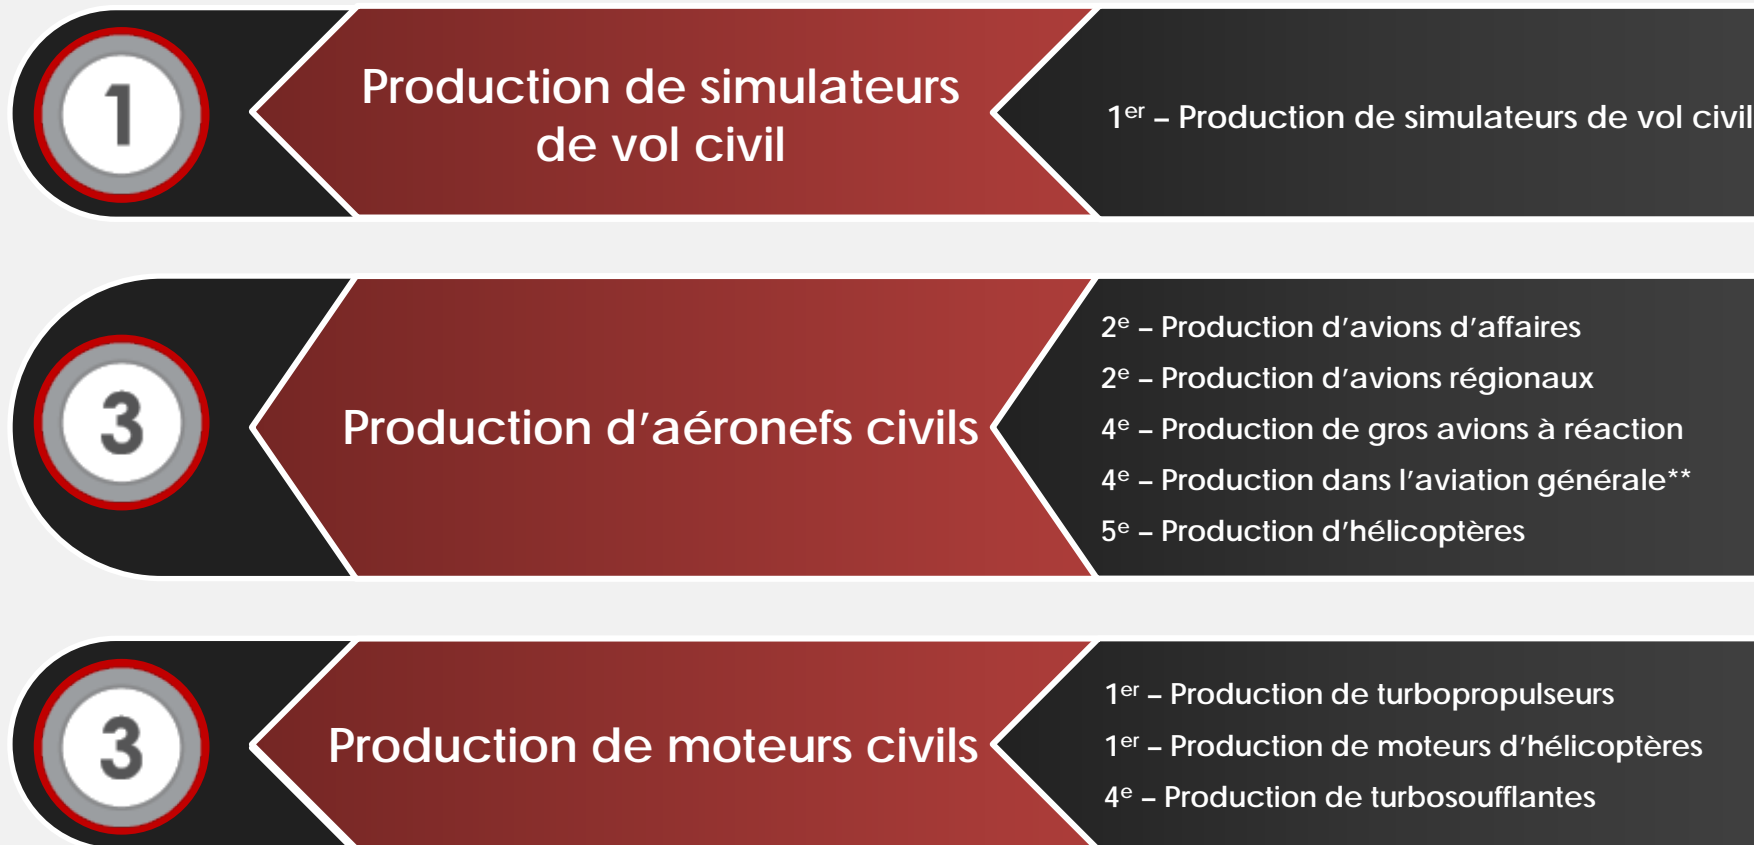 1
Production de simulateurs
de vol civil
1er – Production de simulateurs de vol civil
3
Production d’aéronefs civils
2e – Production d’avions d’affaires
2e – Production d’avions régionaux
4e – Production de gros avions à réaction
4e – Production dans l’aviation générale**
5e – Production d’hélicoptères
3
Production de moteurs civils
1er – Production de turbopropulseurs
1er – Production de moteurs d’hélicoptères
4e – Production de turbosoufflantes